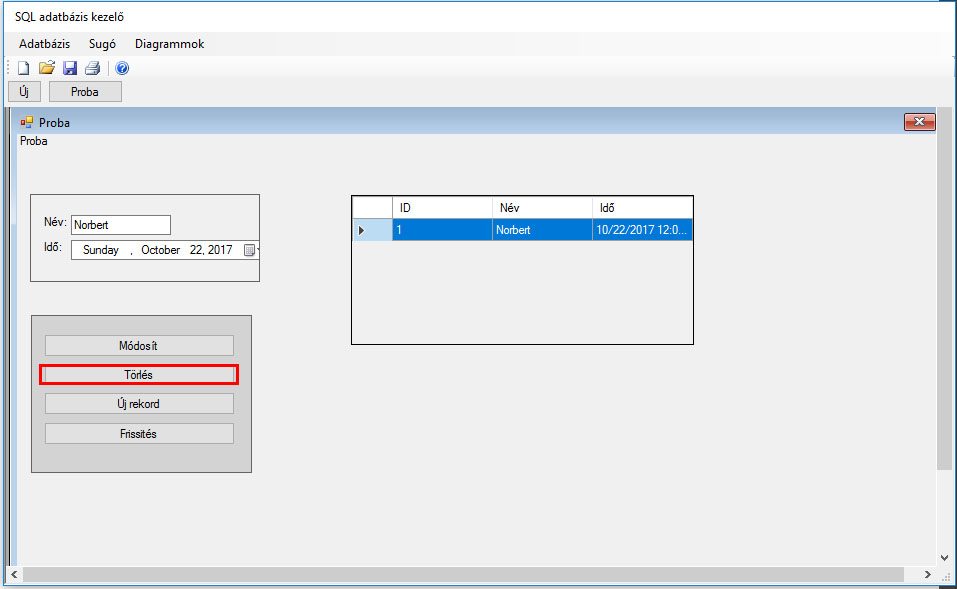 SQL adatbázis kezelő
Adatbázis Sugó Diagrammok
Új Proba
Proba
Proba
Név: Norbert
Idő: Sunday , October 22, 2017
ID Név Idő
1 Norbert 10/22/2017 12:0...
Módosít
Törlés
Új rekord
Frissités